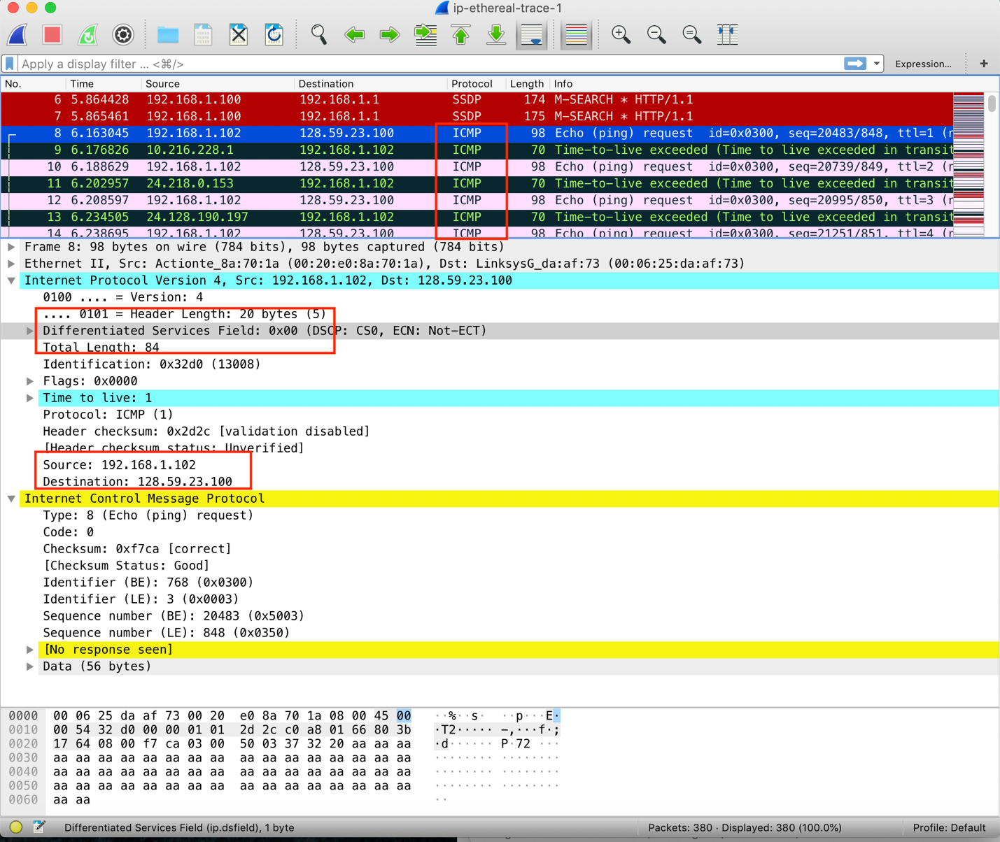 ip-ethereal-trace-1
Apply a display filter ... <⌘/>
Expression...
+
No. Time Source Destination Protocol Length Info
6 5.864428 192.168.1.100 192.168.1.1 SSDP 174 M-SEARCH * HTTP/1.1
7 5.865461 192.168.1.100 192.168.1.1 SSDP 175 M-SEARCH * HTTP/1.1
8 6.163045 192.168.1.102 128.59.23.100 ICMP 98 Echo (ping) request id=0x0300, seq=20483/848, ttl=1 (r
9 6.176826 10.216.228.1 192.168.1.102 ICMP 70 Time-to-live exceeded (Time to live exceeded in transit
10 6.188629 192.168.1.102 128.59.23.100 ICMP 98 Echo (ping) request id=0x0300, seq=20739/849, ttl=2 (r
11 6.202957 24.218.0.153 192.168.1.102 ICMP 70 Time-to-live exceeded (Time to live exceeded in transit
12 6.208597 192.168.1.102 128.59.23.100 ICMP 98 Echo (ping) request id=0x0300, seq=20995/850, ttl=3 (r
13 6.234505 24.128.190.197 192.168.1.102 ICMP 70 Time-to-live exceeded (Time to live exceeded in transit
14 6.238695 192.168.1.102 128.59.23.100 ICMP 98 Echo (ping) request id=0x0300, seq=21251/851, ttl=4 (r
Frame 8: 98 bytes on wire (784 bits), 98 bytes captured (784 bits)
Ethernet II, Src: Actionte_8a:70:1a (00:20:e0:8a:70:1a), Dst: LinksysG_da:af:73 (00:06:25:da:af:73)
Internet Protocol Version 4, Src: 192.168.1.102, Dst: 128.59.23.100
0100 .... = Version: 4
.... 0101 = Header Length: 20 bytes (5)
Differentiated Services Field: 0x00 (DSCP: CS0, ECN: Not-ECT)
Total Length: 84
Identification: 0x32d0 (13008)
Flags: 0x0000
Time to live: 1
Protocol: ICMP (1)
Header checksum: 0x2d2c [validation disabled]
[Header checksum status: Unverified]
Source: 192.168.1.102
Destination: 128.59.23.100
Internet Control Message Protocol
Type: 8 (Echo (ping) request)
Code: 0
Checksum: 0xf7ca [correct]
[Checksum Status: Good]
Identifier (BE): 768 (0x0300)
Identifier (LE): 3 (0x0003)
Sequence number (BE): 20483 (0x5003)
Sequence number (LE): 848 (0x0350)
[No response seen]
Data (56 bytes)
0000 00 06 25 da af 73 00 20 e0 8a 70 1a 08 00 45 00 ··%··s· ··p···E·
0010 00 54 32 d0 00 00 01 01 2d 2c c0 a8 01 66 80 3b ·T2····· -,···f·;
0020 17 64 08 00 f7 ca 03 00 50 03 37 32 20 aa aa aa ·d······ P·72 ···
0030 aa aa aa aa aa aa aa aa aa aa aa aa aa aa aa aa ········ ········
0040 aa aa aa aa aa aa aa aa aa aa aa aa aa aa aa aa ········ ········
0050 aa aa aa aa aa aa aa aa aa aa aa aa aa aa aa aa ········ ········
0060 aa aa ··
Differentiated Services Field (ip.dsfield), 1 byte
Packets: 380 · Displayed: 380 (100.0%)
Profile: Default